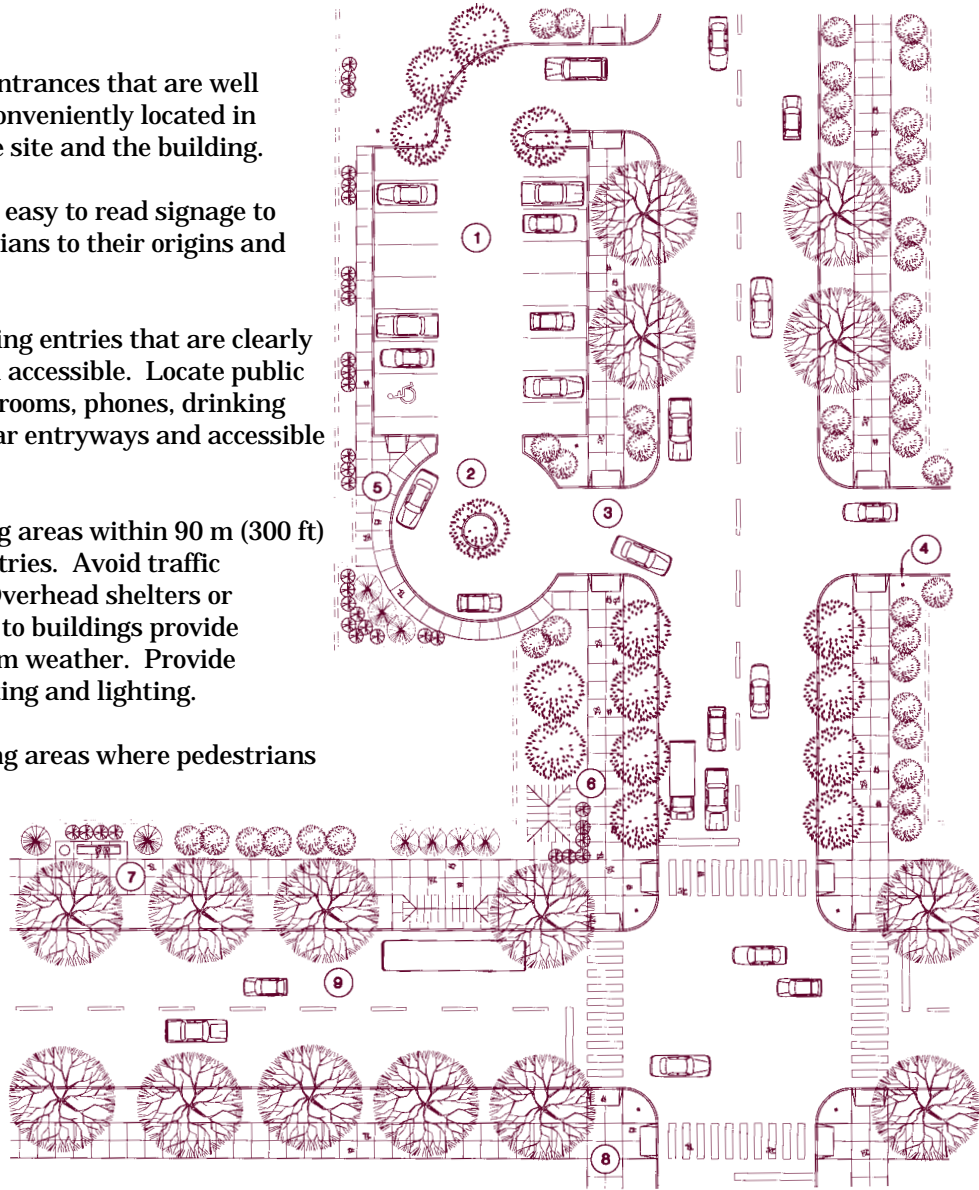 ntrances that are well
onveniently located in
e site and the building.
easy to read signage to
ians to their origins and
ing entries that are clearly
accessible. Locate public
rooms, phones, drinking
ar entryways and accessible
g areas within 90 m (300 ft)
tries. Avoid traffic
Overhead shelters or
to buildings provide
m weather. Provide
ting and lighting.
ng areas where pedestrians
1
2
5
3
4
6
7
9
8